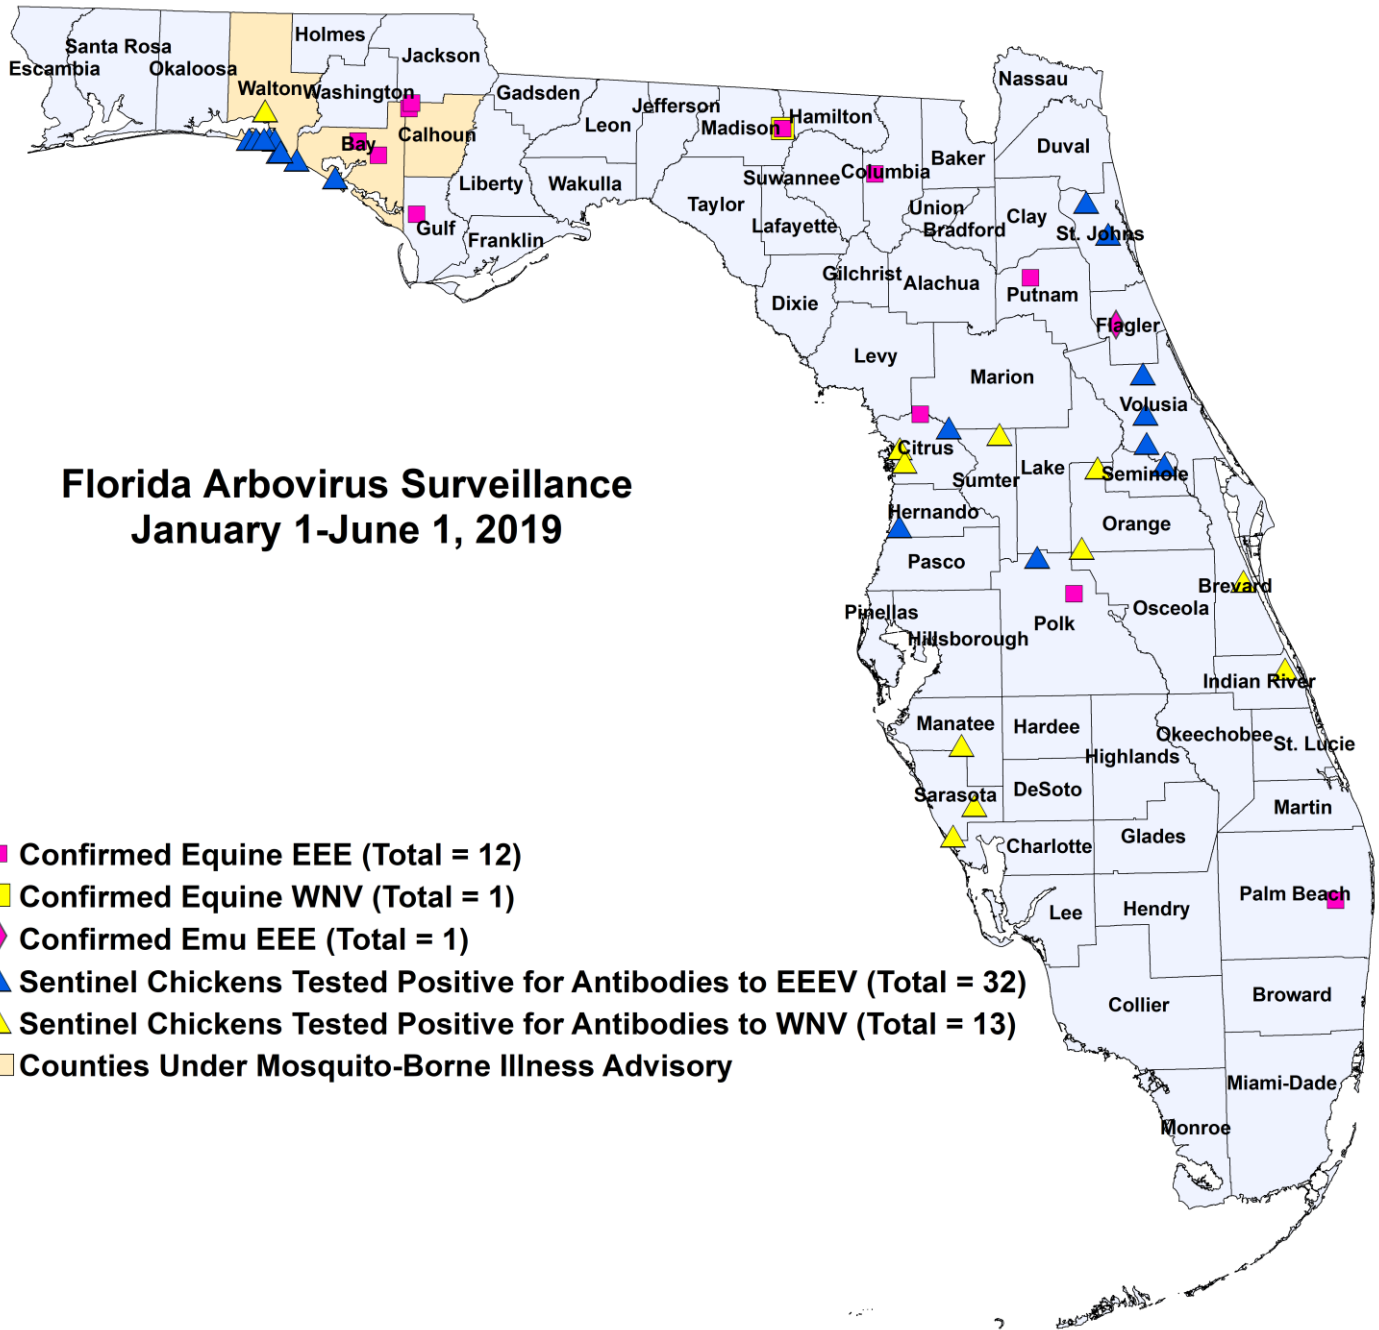 Holmes
Santa Rosa
Jackson
Escambia
Okaloosa
Nassau
Walton
Washington
Gadsden
Jefferson
Hamilton
Leon
Madison
Calhoun
Bay
Duval
Baker
Columbia
Suwannee
Liberty
Wakulla
Taylor
Union
Clay
Lafayette
Bradford
St. Johns
Gulf
Franklin
Gilchrist
Alachua
Putnam
Dixie
Flagler
Levy
Marion
Volusia
Citrus
Lake
Seminole
Sumter
Florida Arbovirus Surveillance
January 1-June 1, 2019
Hernando
Orange
Pasco
Brevard
Osceola
Pinellas
Polk
Hillsborough
Indian River
Manatee
Hardee
Okeechobee
St. Lucie
Highlands
DeSoto
Sarasota
Martin
Glades
Charlotte
Confirmed Equine EEE (Total = 12)
Confirmed Equine WNV (Total = 1)
Palm Beach
Lee
Hendry
Confirmed Emu EEE (Total = 1)
Sentinel Chickens Tested Positive for Antibodies to EEEV (Total = 32)
Broward
Collier
Sentinel Chickens Tested Positive for Antibodies to WNV (Total = 13)
Counties Under Mosquito-Borne Illness Advisory
Miami-Dade
Monroe